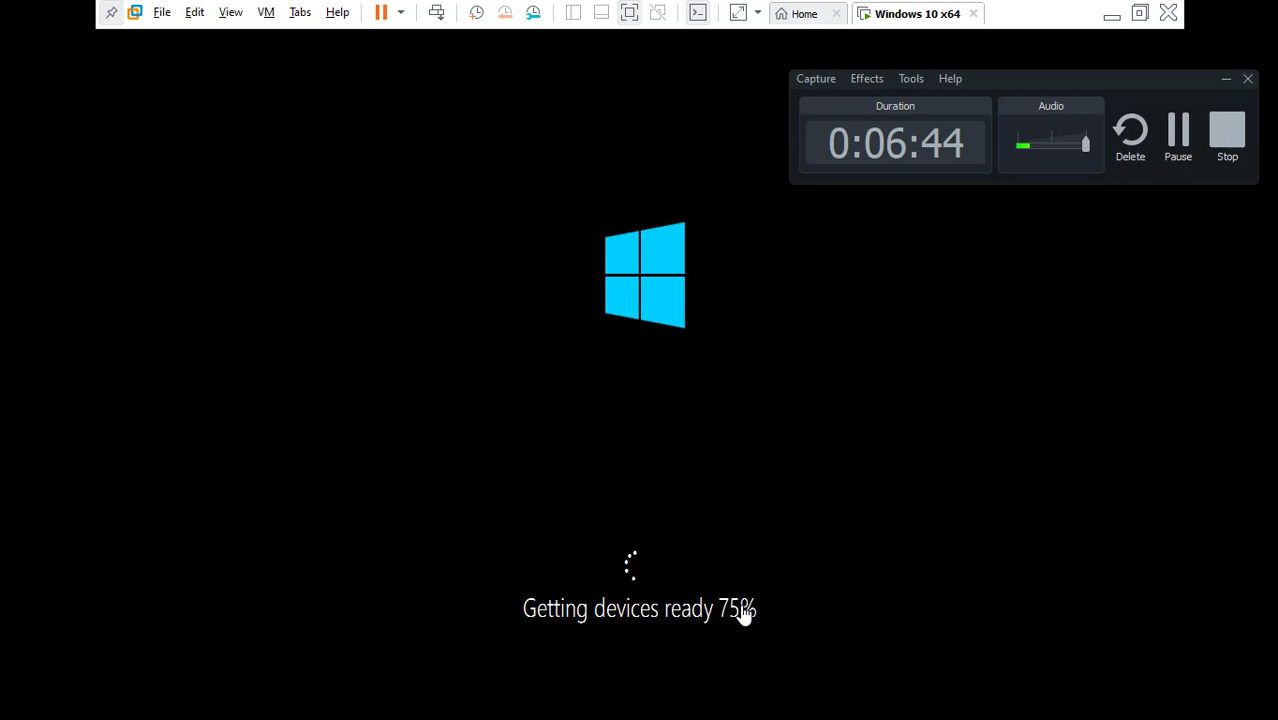 File Edit View VM Tabs Help Home Windows 10 x64
Capture Effects Tools Help
Duration Audio
0:06:44
Delete Pause Stop
Getting devices ready 75%